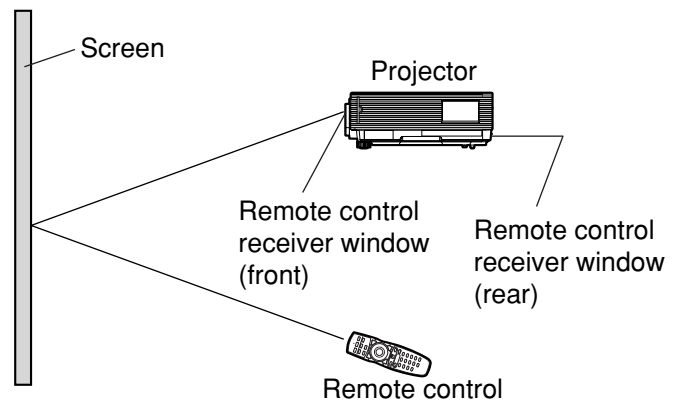 Screen
Projector
Remote control
receiver window
(front)
Remote control
receiver window
(rear)
Remote control